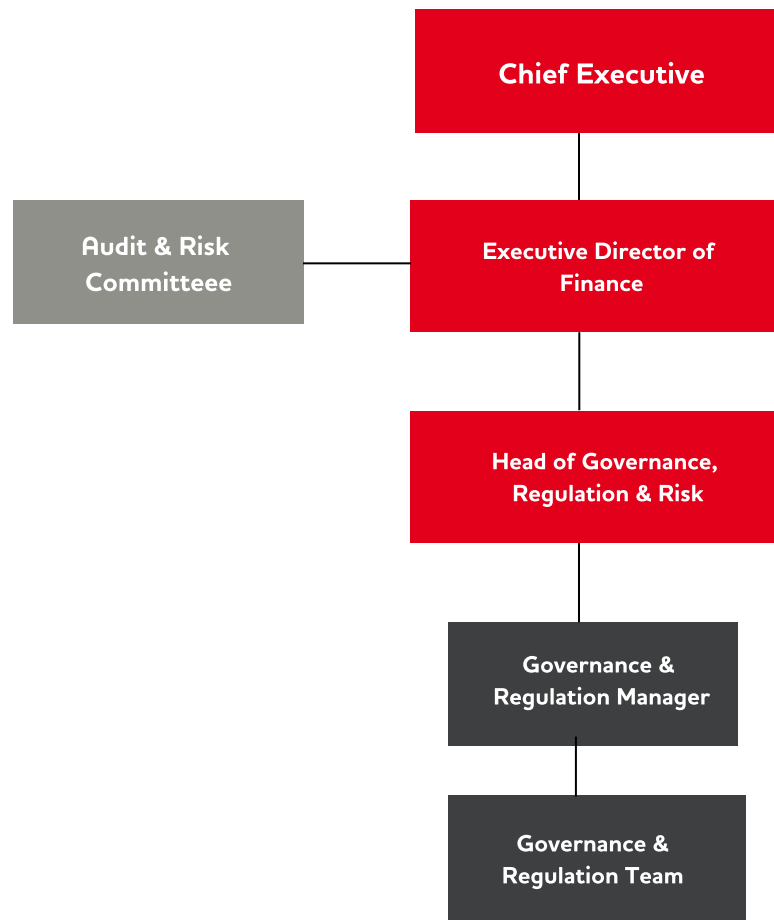 Chief Executive
Audit & Risk
Committeee
Executive Director of
Finance
Head of Governance,
Regulation & Risk
Governance &
Regulation Manager
Governance &
Regulation Team